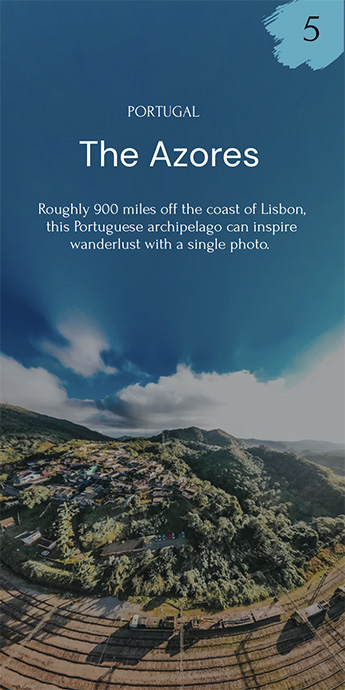 5
PORTUGAL
The Azores
Roughly 900 miles off the coast of Lisbon,
this Portuguese archipelago can inspire
wanderlust with a single photo.